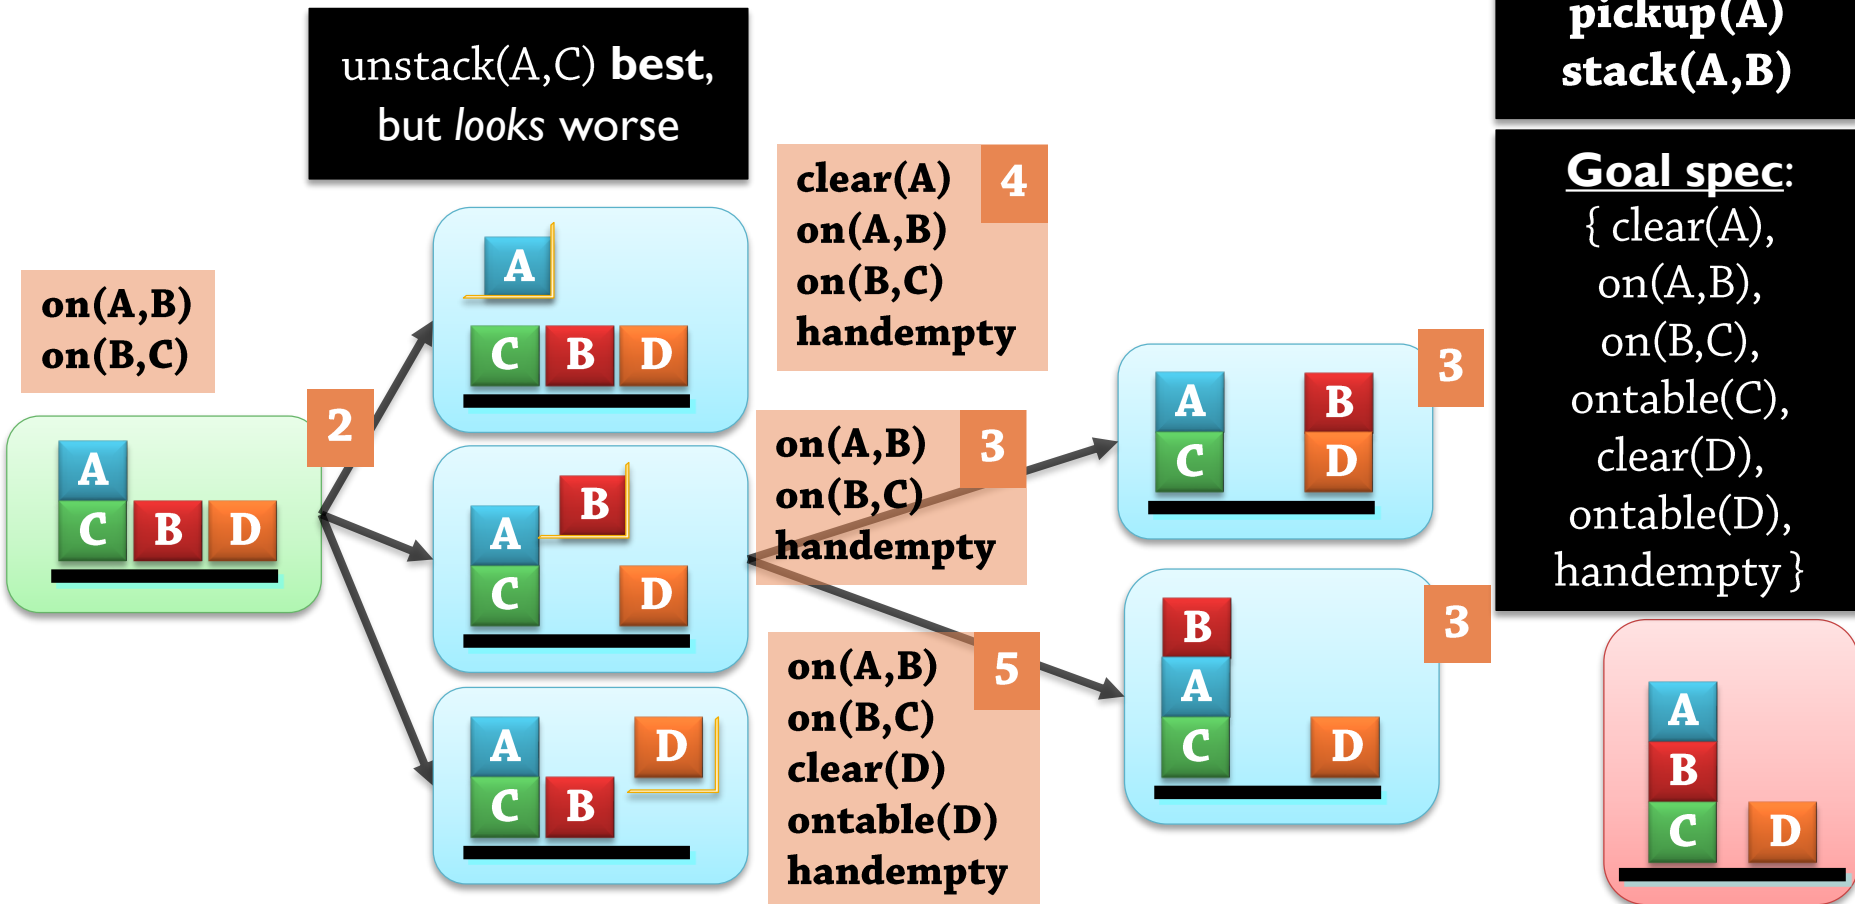 unstack(A,C) best,
but looks worse
pickup(A)
stack(A,B)
Goal spec:
{ clear(A),
on(A,B),
on(B,C),
ontable(C),
clear(D),
ontable(D),
handempty }
on(A,B)
on(B,C)
2
A
C B D
A
C B D
clear(A)
on(A,B)
on(B,C)
handempty
4
B
A
C D
on(A,B)
on(B,C)
handempty
3
A D
C B
on(A,B)
on(B,C)
clear(D)
ontable(D)
handempty
5
A B
C D
3
B
A
C D
3
A
B
C D